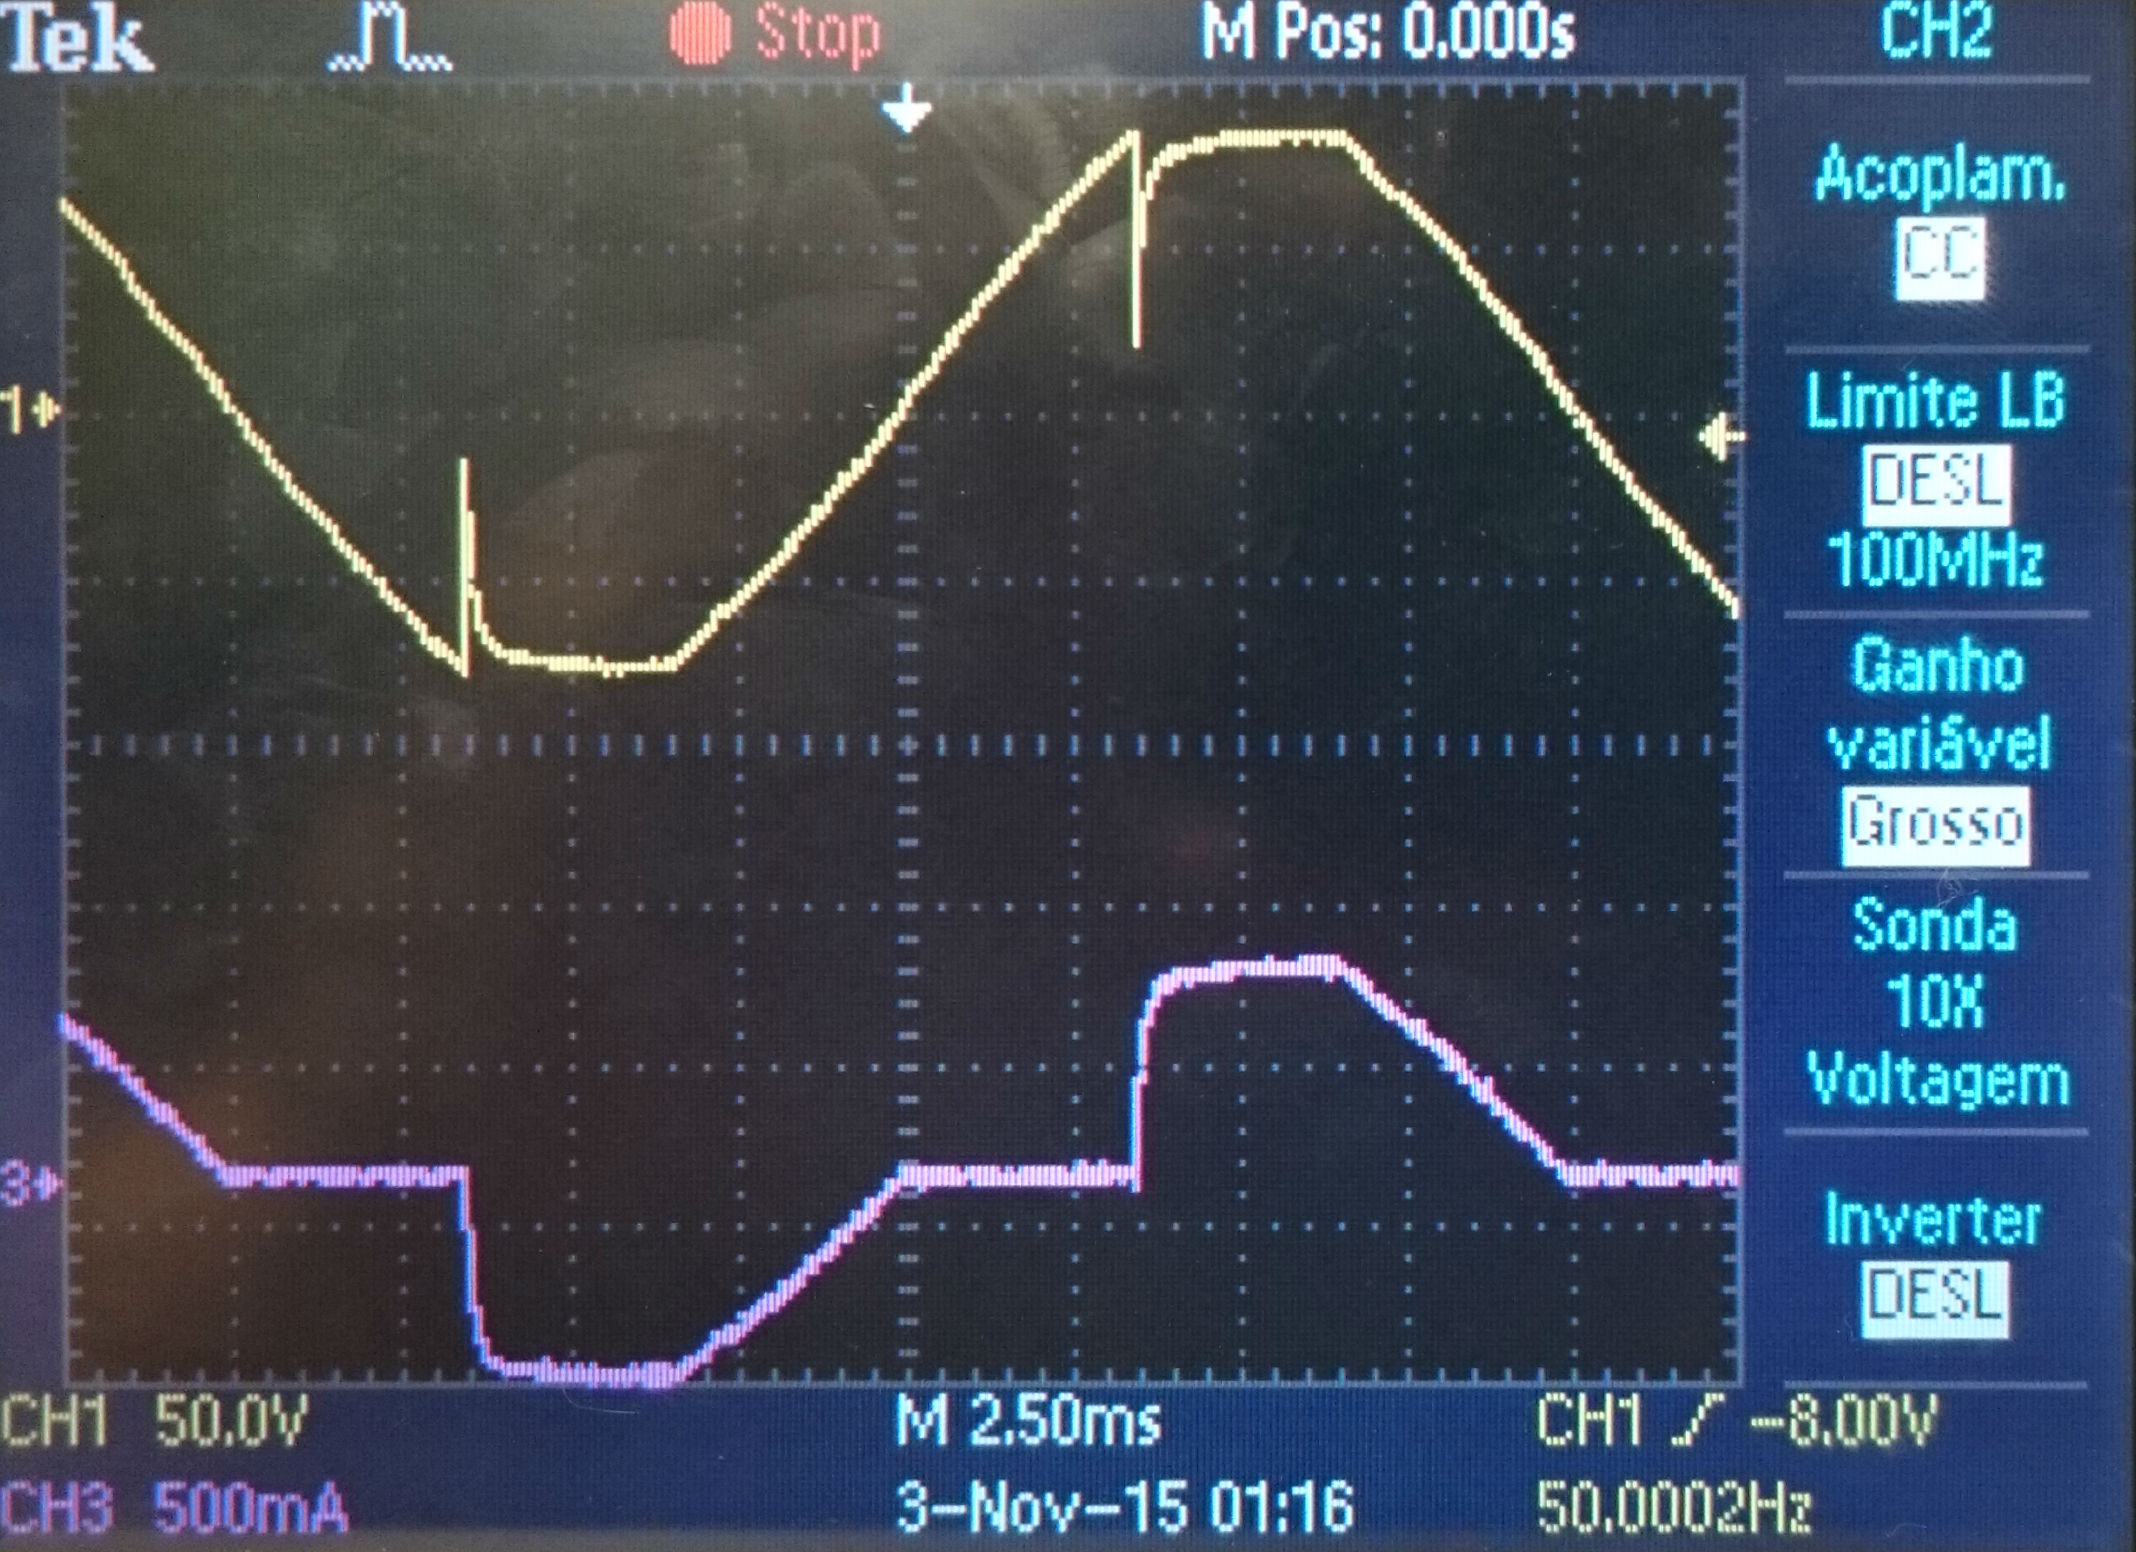 Tek Stop M Pos: 0.000s CH2
Acoplam.
CC
1
Limite LB
DESL
100MHz
Ganho
variável
Grosso
Sonda
10X
Voltagem
3
Inverter
DESL
CH1 50.0V M 2.50ms CH1 -8.00V
CH3 500mA 3-Nov-15 01:16 50.0002Hz